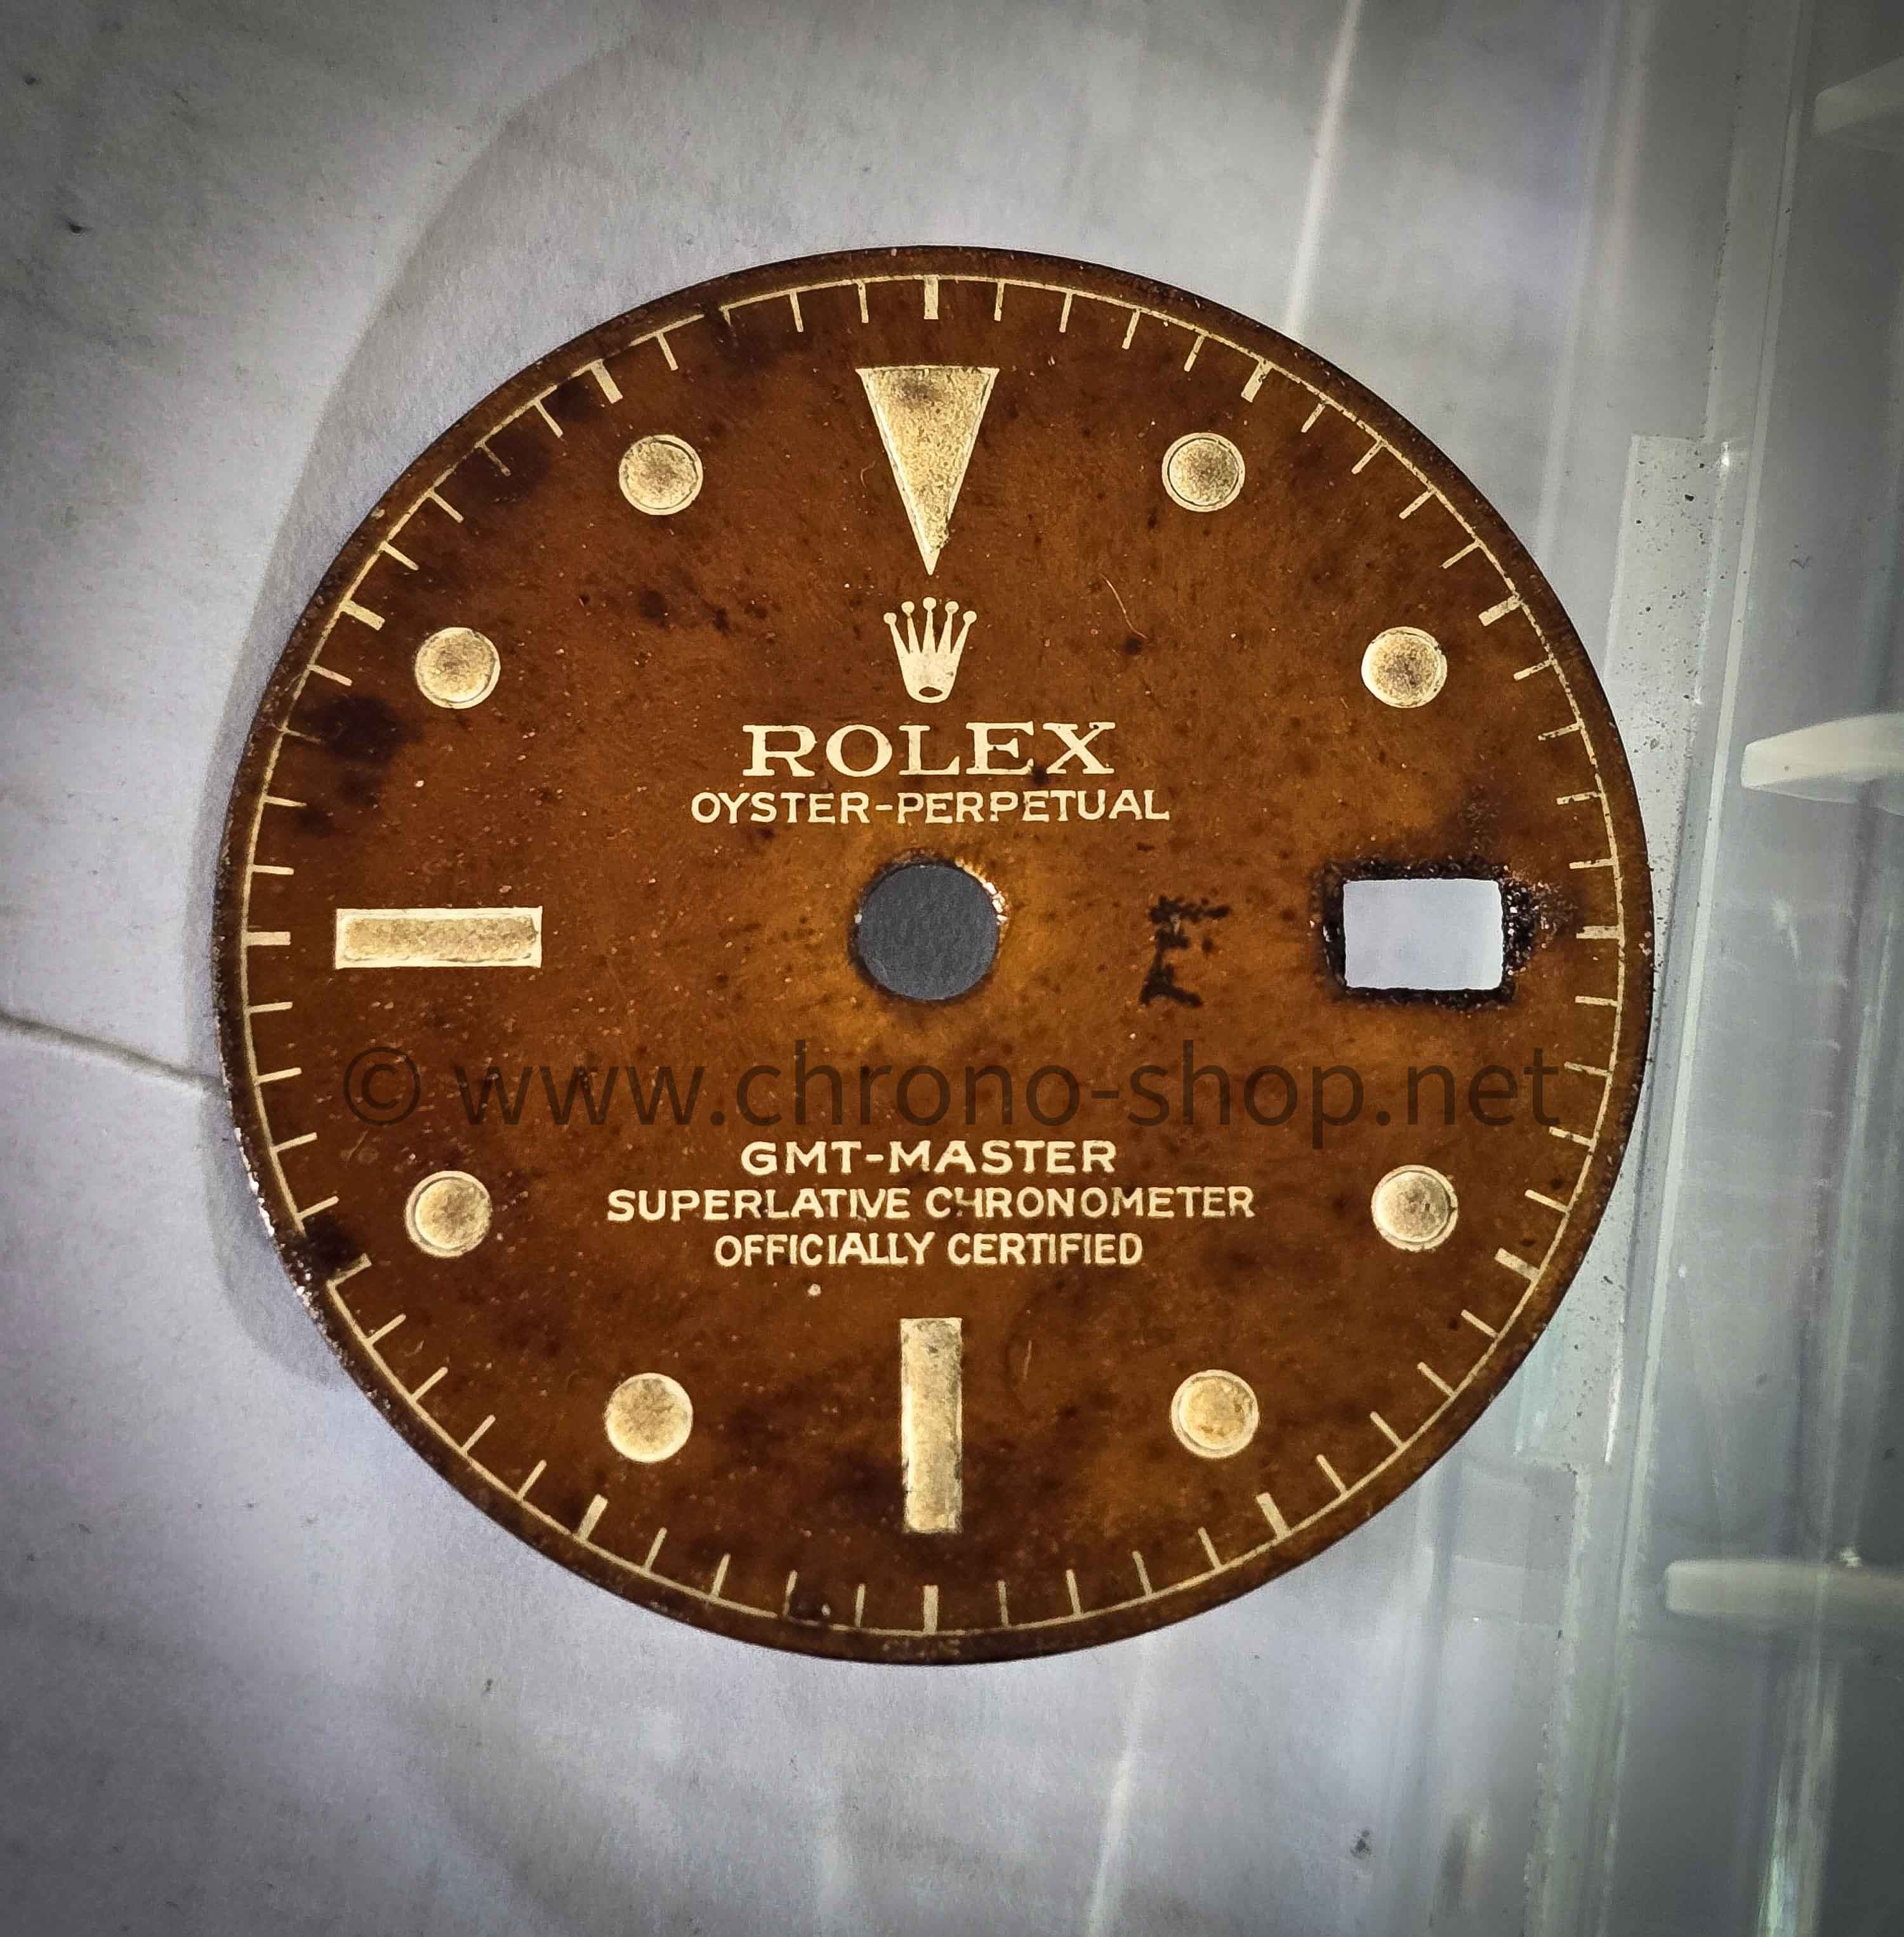 ROLEX
OYSTER-PERPETUAL
© www.chrono-shop.net
GMT-MASTER
SUPERLATIVE CHRONOMETER
OFFICIALLY CERTIFIED